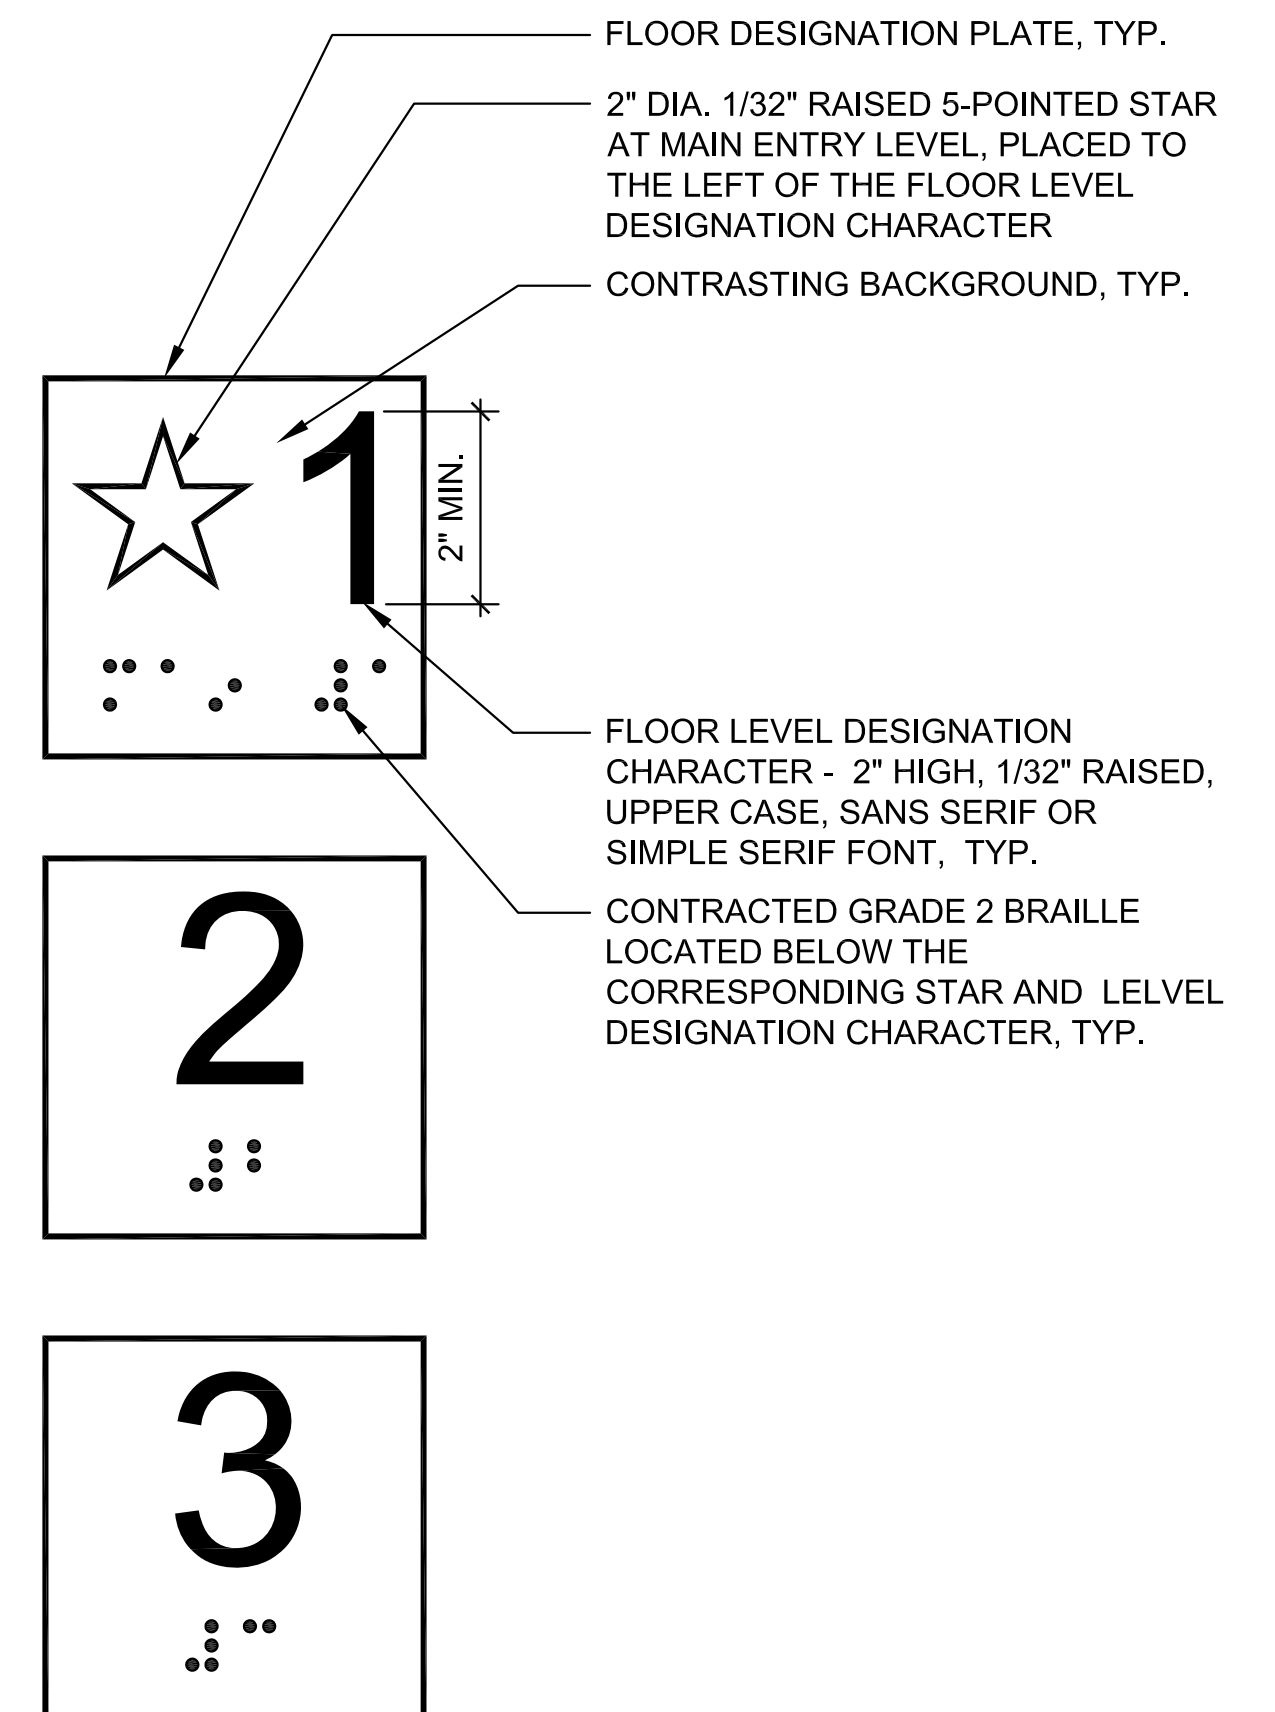 FLOOR DESIGNATION PLATE, TYP.
2" DIA. 1/32" RAISED 5-POINTED STAR
AT MAIN ENTRY LEVEL, PLACED TO
THE LEFT OF THE FLOOR LEVEL
DESIGNATION CHARACTER
CONTRASTING BACKGROUND, TYP.
1
2" MIN.
⠍⠁⠔ ⠼⠁
FLOOR LEVEL DESIGNATION
CHARACTER - 2" HIGH, 1/32" RAISED,
UPPER CASE, SANS SERIF OR
SIMPLE SERIF FONT, TYP.
CONTRACTED GRADE 2 BRAILLE
LOCATED BELOW THE
CORRESPONDING STAR AND LELVEL
DESIGNATION CHARACTER, TYP.
2
⠼⠃
3
⠼⠉